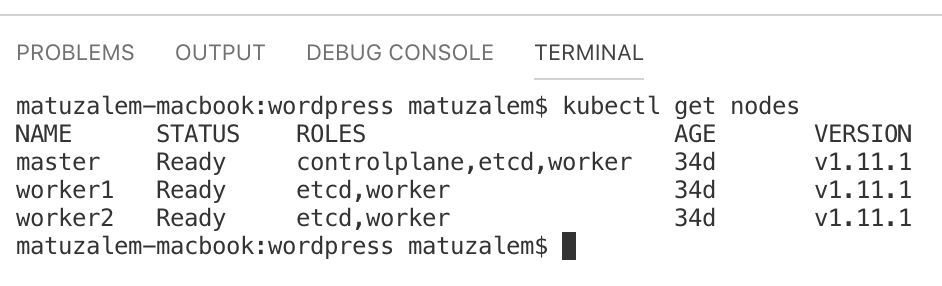 PROBLEMS OUTPUT DEBUG CONSOLE TERMINAL
matuzalem-macbook:wordpress matuzalem$ kubectl get nodes
NAME STATUS ROLES AGE VERSION
master Ready controlplane,etcd,worker 34d v1.11.1
worker1 Ready etcd,worker 34d v1.11.1
worker2 Ready etcd,worker 34d v1.11.1
matuzalem-macbook:wordpress matuzalem$